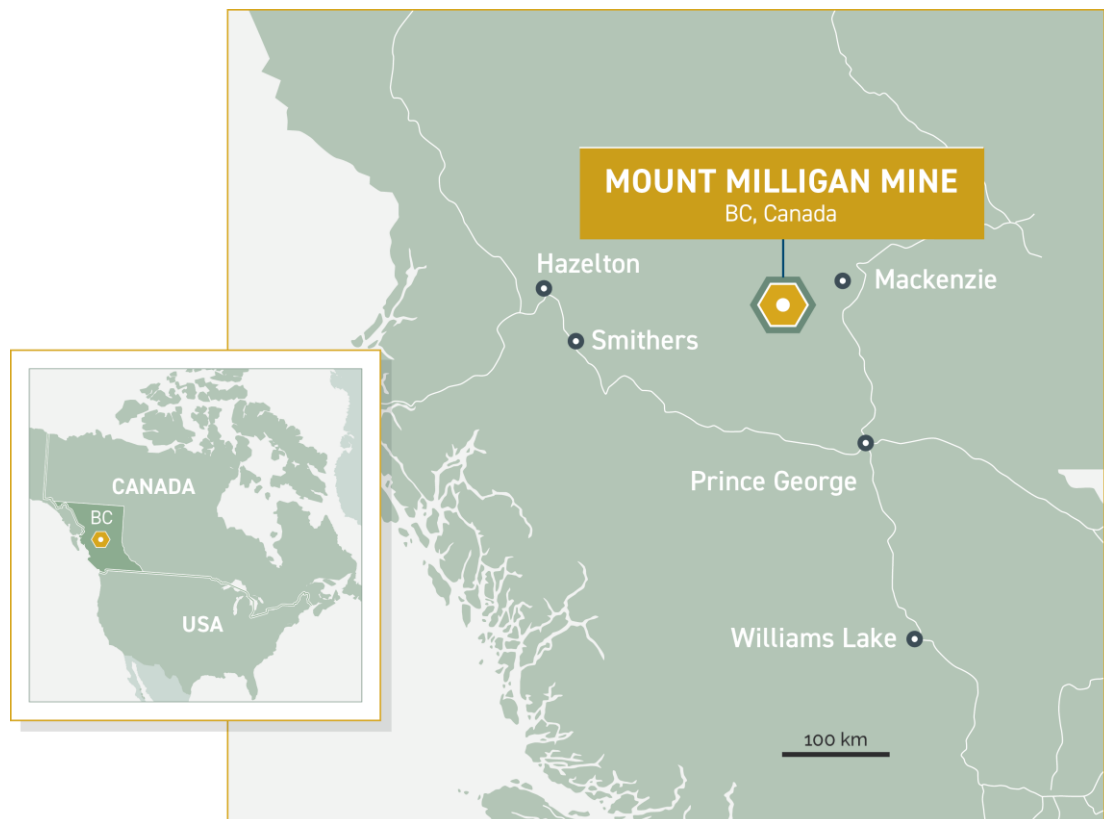 MOUNT MILLIGAN MINE
BC, Canada
Hazelton
Mackenzie
Smithers
CANADA
BC
USA
Prince George
Williams Lake
100 km